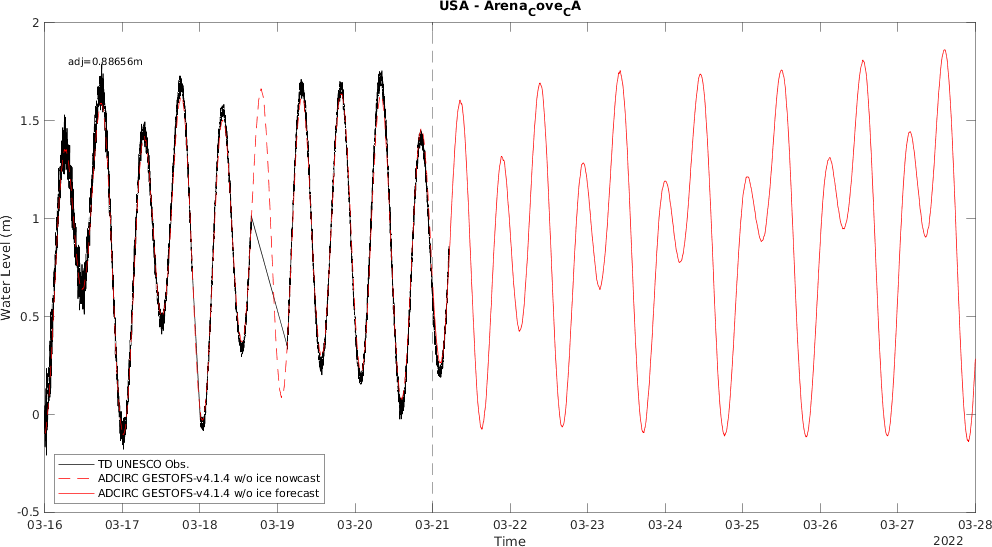 USA - ArenaCoveCA
adj=0.88656m
2
1.5
1
0.5
0
-0.5
Water Level (m)
TD UNESCO Obs.
ADCIRC GESTOFS-v4.1.4 w/o ice nowcast
ADCIRC GESTOFS-v4.1.4 w/o ice forecast
03-16 03-17 03-18 03-19 03-20 03-21 03-22 03-23 03-24 03-25 03-26 03-27 03-28
Time
2022